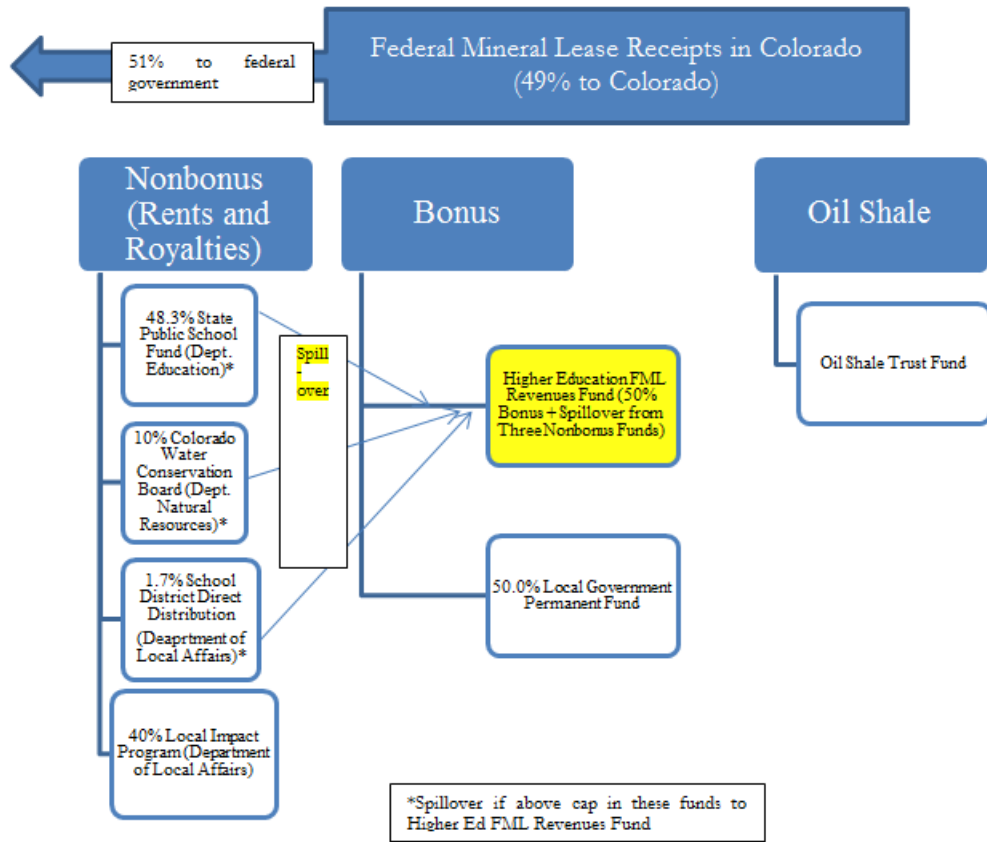 51% to federal
government
Federal Mineral Lease Receipts in Colorado
(49% to Colorado)
Nonbonus
(Rents and
Royalties)
Bonus
Oil Shale
48.3% State
Public School
Fund (Dept.
Education)*
10% Colorado
Water
Conservation
Board (Dept.
Natural
Resources)*
1.7% School
District Direct
Distribution
(Deaprtment of
Local Affairs)*
40% Local Impact
Program (Department
of Local Affairs)
Spill
-
over
Higher Education FML
Revenues Fund (50%
Bonus + Spillover from
Three Nonbonus Funds)
50.0% Local Government
Permanent Fund
Oil Shale Trust Fund
*Spillover if above cap in these funds to
Higher Ed FML Revenues Fund